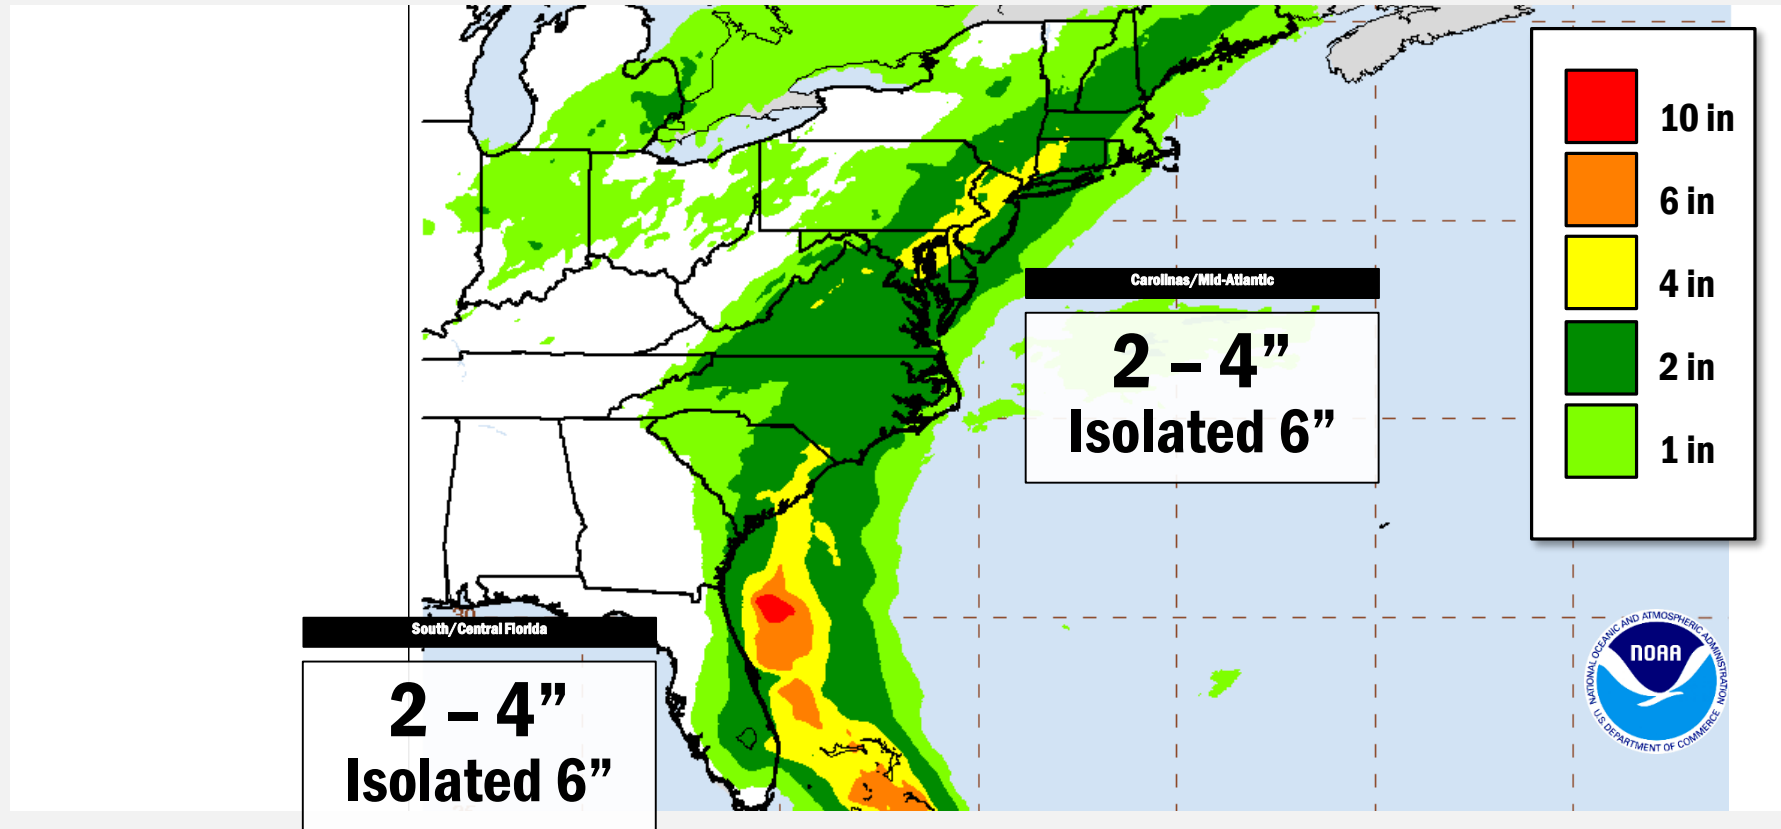 10 in
6 in
4 in
2 in
1 in
Carolinas/Mid-Atlantic
2 – 4”
Isolated 6”
30
South/Central Florida
2 – 4”
Isolated 6”
NATIONAL OCEANIC AND ATMOSPHERIC ADMINISTRATION
NOAA
U.S. DEPARTMENT OF COMMERCE